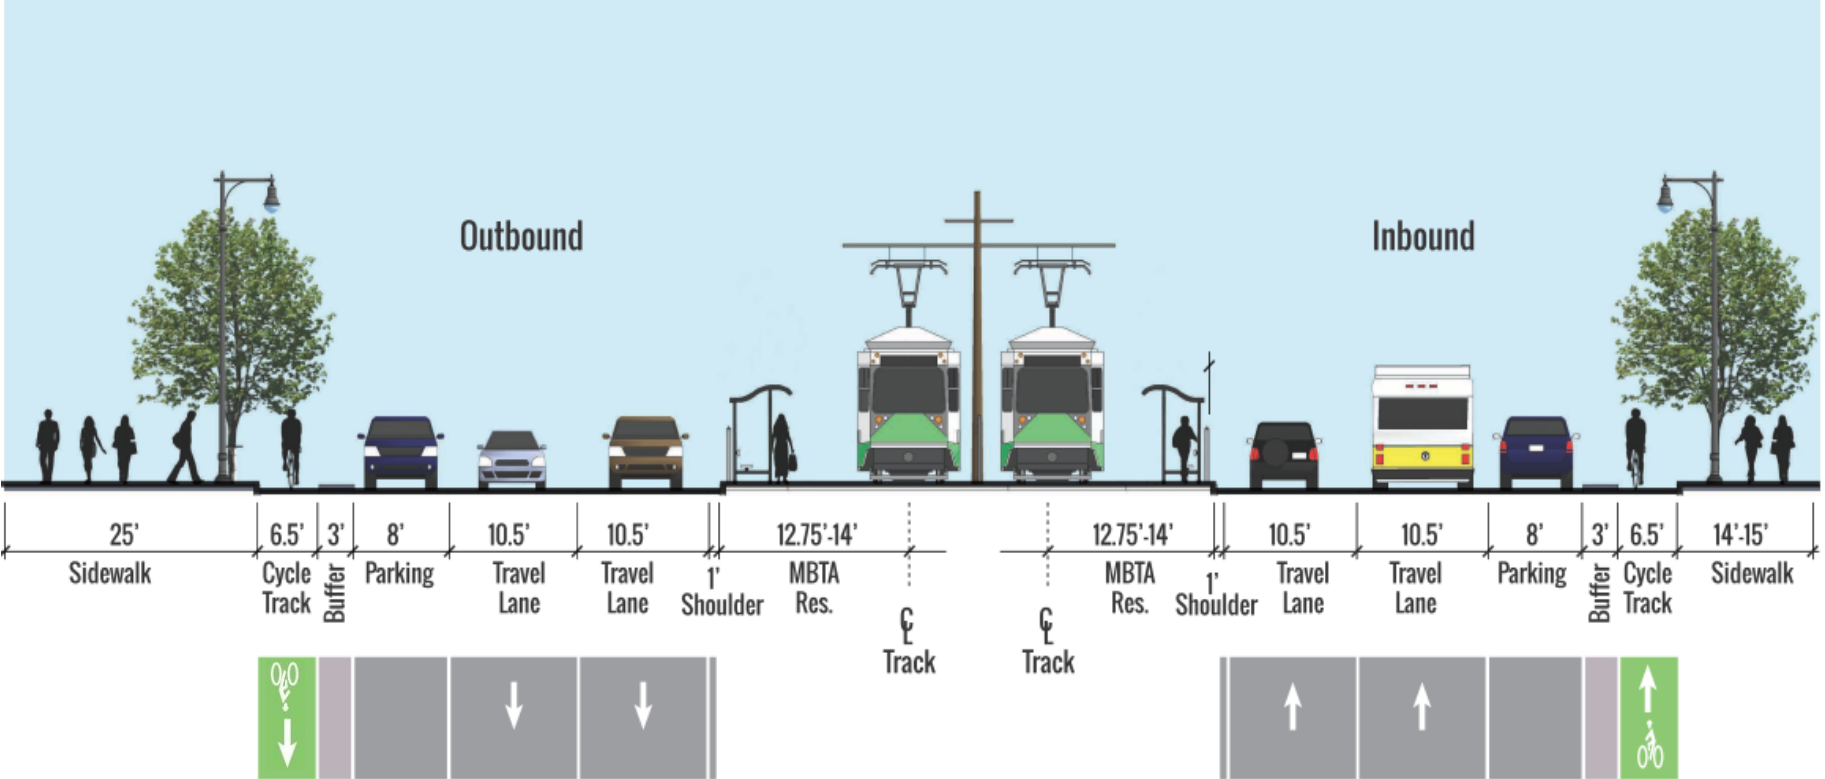 Outbound
Inbound
25'
6.5'
3'
8'
10.5'
10.5'
12.75'-14'
12.75'-14'
10.5'
10.5'
8'
3'
6.5'
14'-15'
Sidewalk
Cycle
Track
Buffer
Parking
Travel
Lane
Travel
Lane
1'
Shoulder
MBTA
Res.
℄
Track
℄
Track
MBTA
Res.
1'
Shoulder
Travel
Lane
Travel
Lane
Parking
Buffer
Cycle
Track
Sidewalk